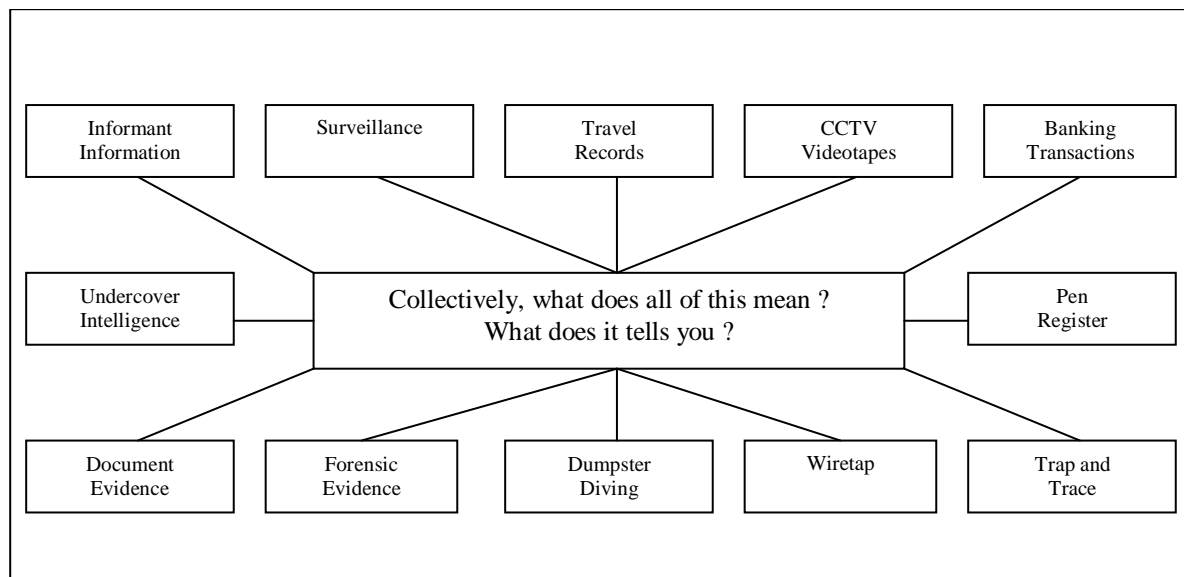 Informant
Information
Surveillance
Travel
Records
CCTV
Videotapes
Banking
Transactions
Undercover
Intelligence
Collectively, what does all of this mean ?
What does it tells you ?
Pen
Register
Document
Evidence
Forensic
Evidence
Dumpster
Diving
Wiretap
Trap and
Trace